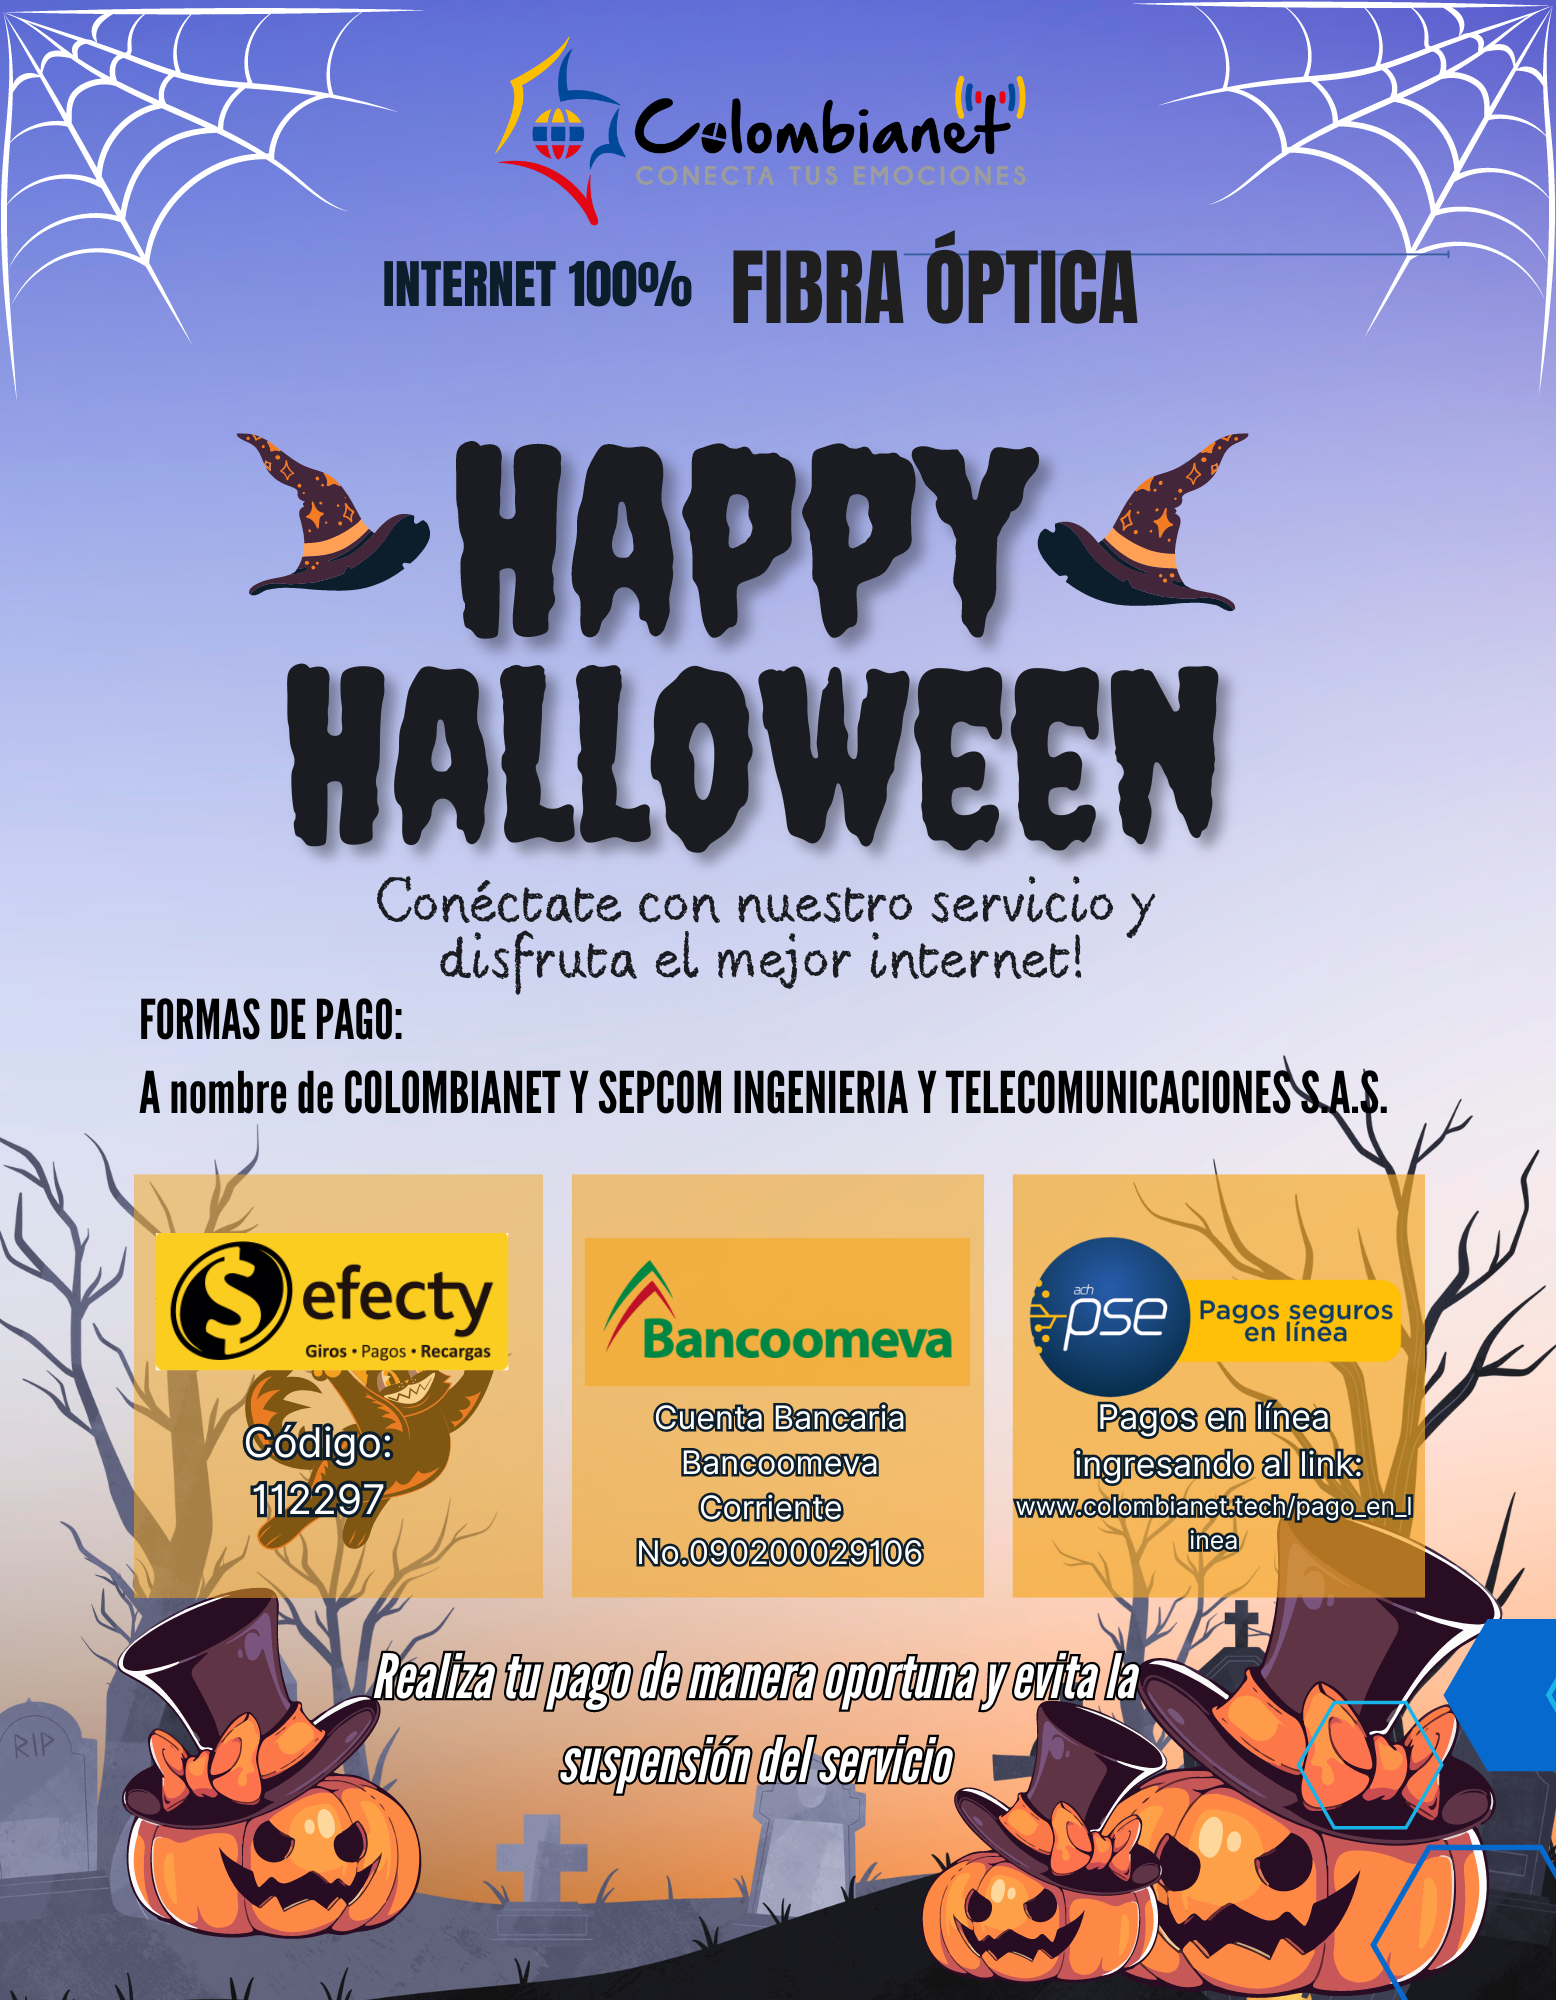 Colombianet
CONECTA TUS EMOCIONES
INTERNET 100% FIBRA ÓPTICA
HAPPY
HALLOWEEN
Conéctate con nuestro servicio y
disfruta el mejor internet!
FORMAS DE PAGO:
A nombre de COLOMBIANET Y SEPCOM INGENIERIA Y TELECOMUNICACIONES S.A.S.
$ efecty
Giros • Pagos • Recargas
Código:
112297
Bancoomeva
Cuenta Bancaria
Bancoomeva
Corriente
No.090200029106
ach
pse
Pagos seguros
en línea
Pagos en línea
ingresando al link:
www.colombianet.tech/pago_en_l
inea
Realiza tu pago de manera oportuna y evita la
suspensión del servicio
RIP